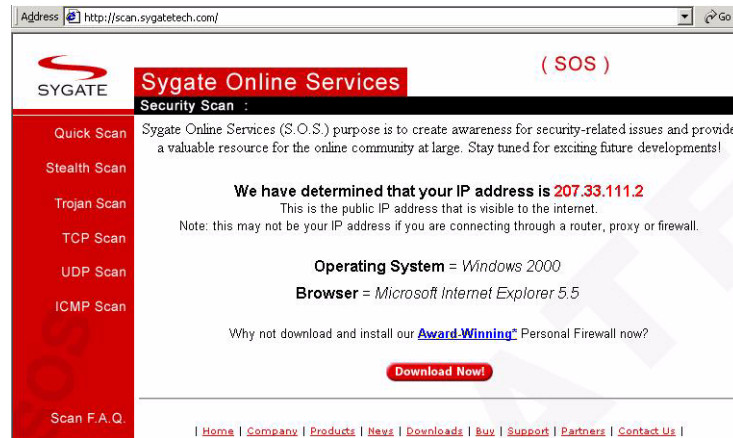 Address http://scan.sygatetech.com/ Go
SYGATE
( SOS )
Sygate Online Services
Security Scan :
Quick Scan
Stealth Scan
Trojan Scan
TCP Scan
UDP Scan
ICMP Scan
Scan F.A.Q.
SOS
Sygate Online Services (S.O.S.) purpose is to create awareness for security-related issues and provide
a valuable resource for the online community at large. Stay tuned for exciting future developments!
We have determined that your IP address is 207.33.111.2
This is the public IP address that is visible to the internet.
Note: this may not be your IP address if you are connecting through a router, proxy or firewall.
Operating System = Windows 2000
Browser = Microsoft Internet Explorer 5.5
Why not download and install our Award-Winning* Personal Firewall now?
Download Now!
| Home | Company | Products | News | Downloads | Buy | Support | Partners | Contact Us |